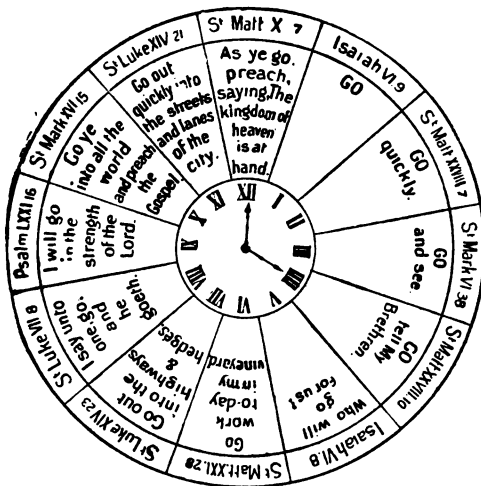 St Matt X 7
As ye go,
preach,
saying, The
kingdom of
heaven
is at
hand.
Isaiah VI. 9
GO
St Matt XXVIII 7
GO
quickly.
St Mark VI. 38
GO
and see.
St Matt XXVIII. 10
GO
tell My
Brethren.
Isaiah VI. 8
Who will
go
for us?
St Matt. XXI. 28
Go
work
to-day
in my
vineyard
St Luke XIV. 23
Go out
into the
highways
&
hedges.
St Luke VII 8
I say unto
one, go,
and
he
goeth.
Psalm LXXI 16
I will go
in the
strength
of the
Lord.
St Mark XVI 15
Go ye
into all the
world
and preach
the
Gospel.
St Luke XIV 21
Go out
quickly into
the streets
and lanes
of the
city.
XII
I
II
III
IIII
V
VI
VII
VIII
IX
X
XI